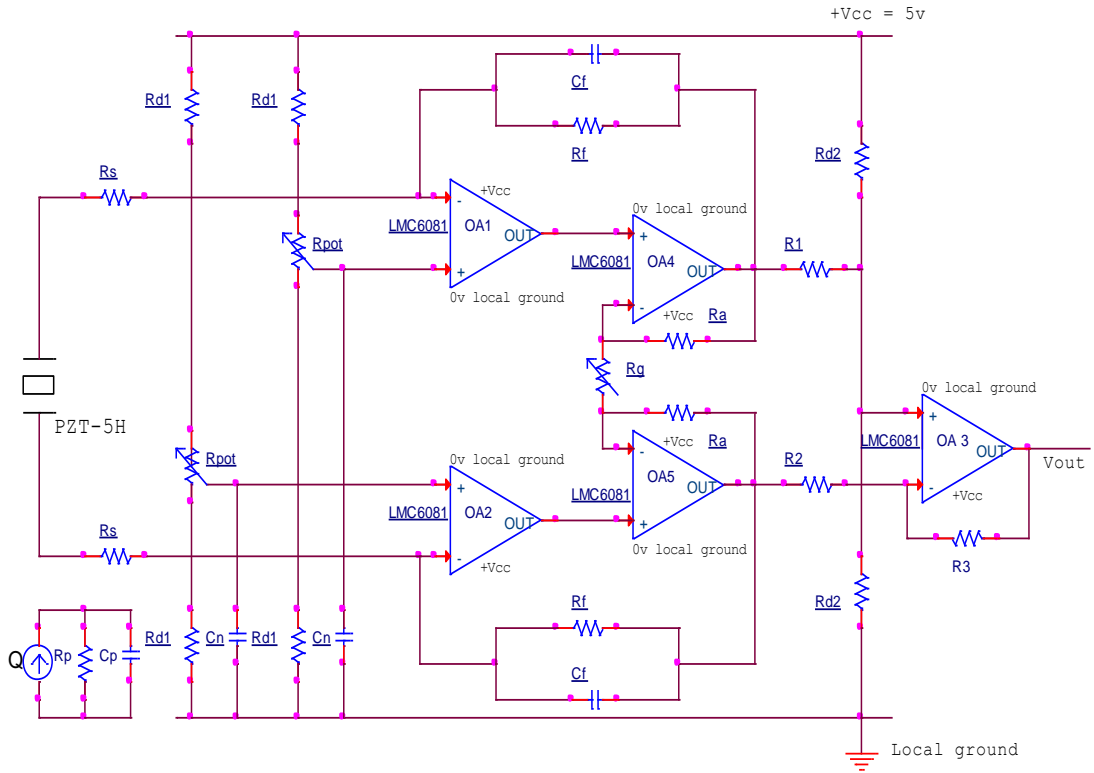 +Vcc = 5v
Cf
Rd1
Rd1
Rf
Rd2
Rs
+Vcc
-
LMC6081
OA1
OUT
+
0v local ground
Rpot
0v local ground
+
LMC6081
OA4
OUT
-
+Vcc
R1
Ra
Rg
PZT-5H
Ra
0v local ground
+
LMC6081
OA 3
OUT
-
+Vcc
Vout
R3
Rpot
0v local ground
+
LMC6081
OA2
OUT
-
+Vcc
+Vcc
-
LMC6081
OA5
OUT
+
0v local ground
R2
Rs
Rf
Rd2
Q
Rp
Cp
Rd1
Cn
Rd1
Cn
Cf
Local ground